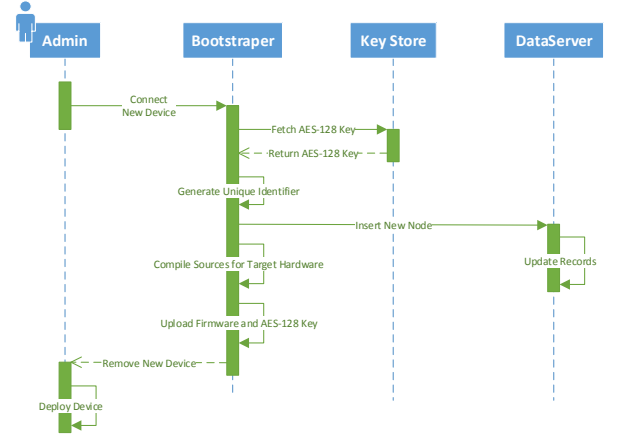 Admin
Bootstraper
Key Store
DataServer
Connect
New Device
Fetch AES-128 Key
Return AES-128 Key
Generate Unique Identifier
Insert New Node
Compile Sources for Target Hardware
Update Records
Upload Firmware and AES-128 Key
Remove New Device
Deploy Device